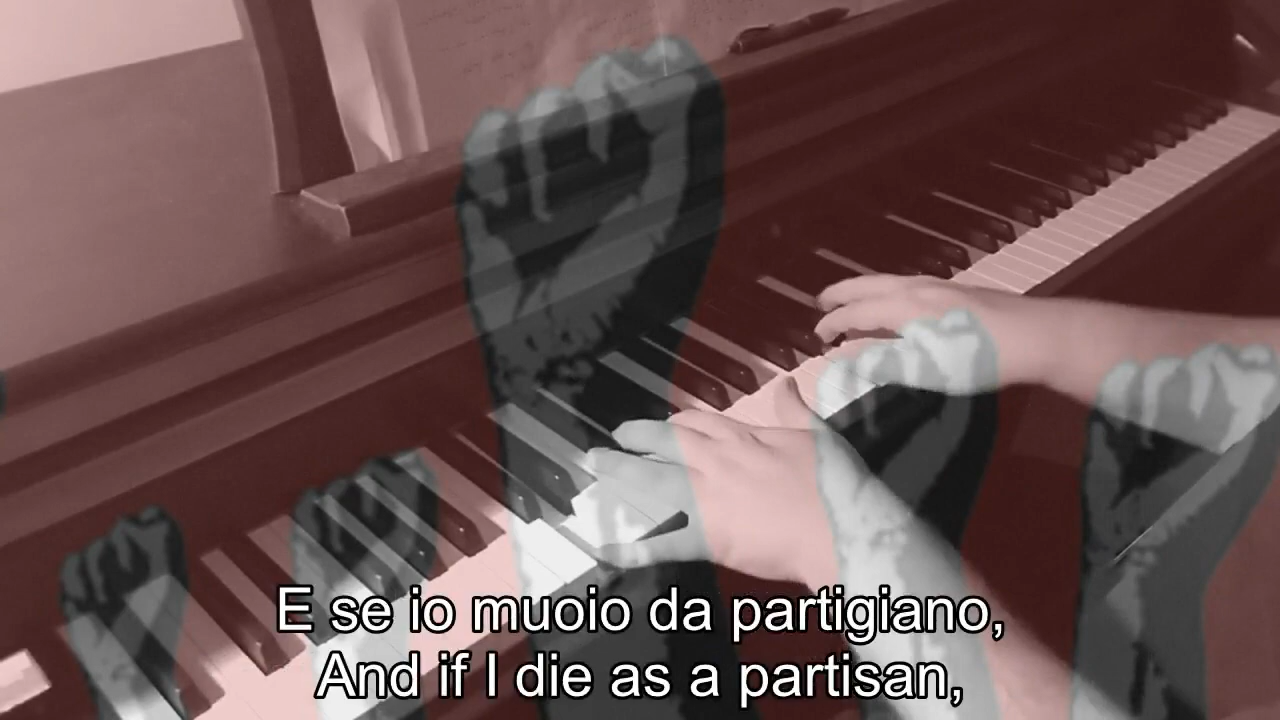 E se io muoio da partigiano,
And if I die as a partisan,